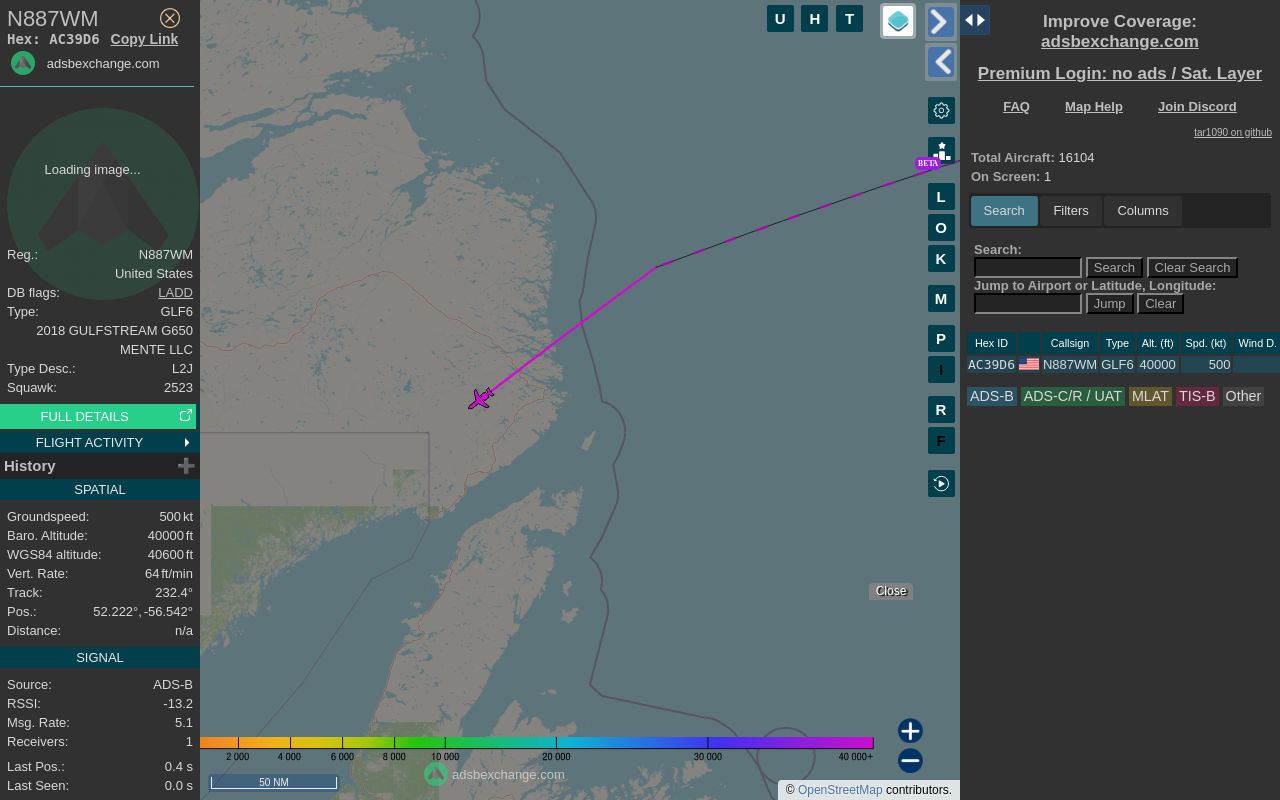 N887WM
Hex: AC39D6 Copy Link
adsbexchange.com
Loading image...
Reg.: N887WM
United States
DB flags: LADD
Type: GLF6
2018 GULFSTREAM G650
MENTE LLC
Type Desc.: L2J
Squawk: 2523
FULL DETAILS
FLIGHT ACTIVITY
History
SPATIAL
Groundspeed: 500 kt
Baro. Altitude: 40000 ft
WGS84 altitude: 40600 ft
Vert. Rate: 64 ft/min
Track: 232.4°
Pos.: 52.222°, -56.542°
Distance: n/a
SIGNAL
Source: ADS-B
RSSI: -13.2
Msg. Rate: 5.1
Receivers: 1
Last Pos.: 0.4 s
Last Seen: 0.0 s
U H T
BETA
L
O
K
M
P
I
R
F
Close
2 000 4 000 6 000 8 000 10 000 20 000 30 000 40 000+
50 NM
adsbexchange.com
© OpenStreetMap contributors.
Improve Coverage:
adsbexchange.com
Premium Login: no ads / Sat. Layer
FAQ Map Help Join Discord
tar1090 on github
Total Aircraft: 16104
On Screen: 1
Search Filters Columns
Search:
Search Clear Search
Jump to Airport or Latitude, Longitude:
Jump Clear
Hex ID Callsign Type Alt. (ft) Spd. (kt) Wind D.
AC39D6 N887WM GLF6 40000 500
ADS-B ADS-C/R / UAT MLAT TIS-B Other